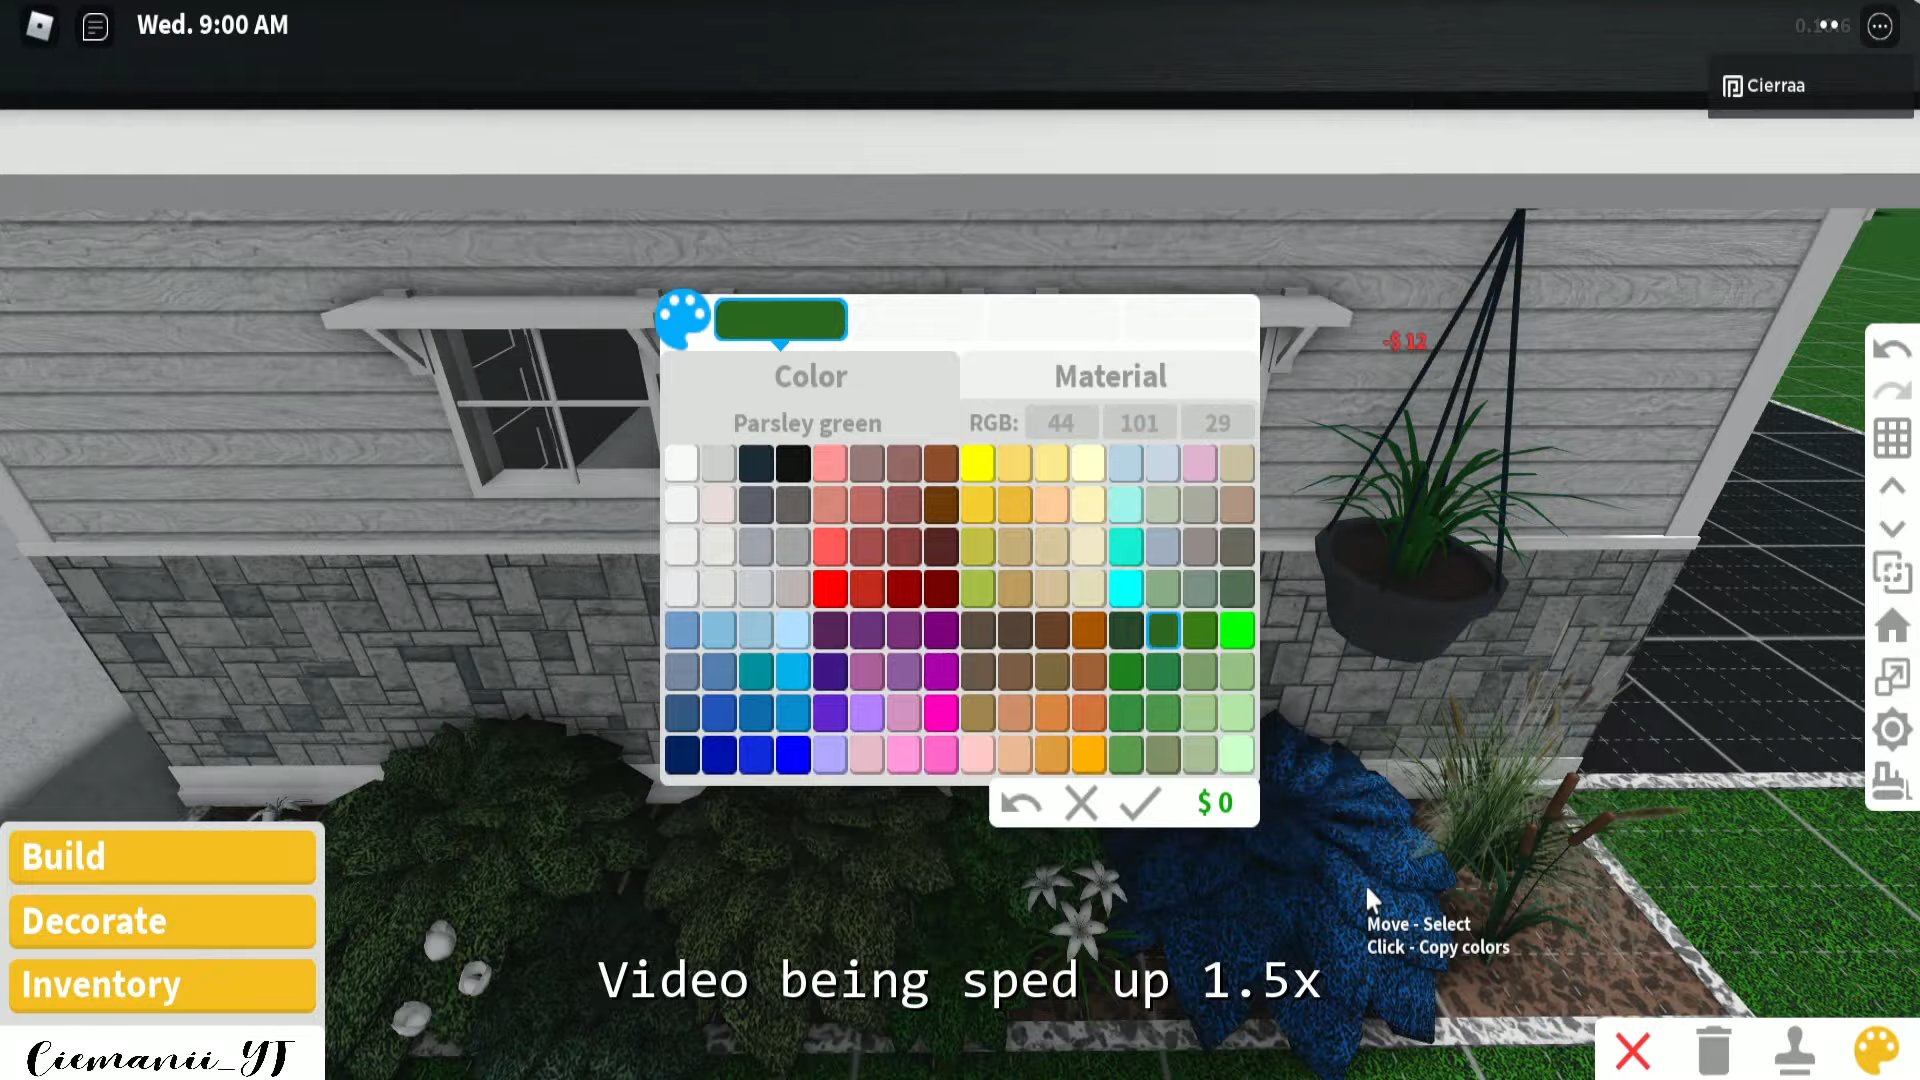 Wed. 9:00 AM
Cierraa
-$ 12
Color
Material
Parsley green
RGB: 44 101 29
$ 0
Build
Decorate
Inventory
Move - Select
Click - Copy colors
Video being sped up 1.5x
Ciemanii_YT